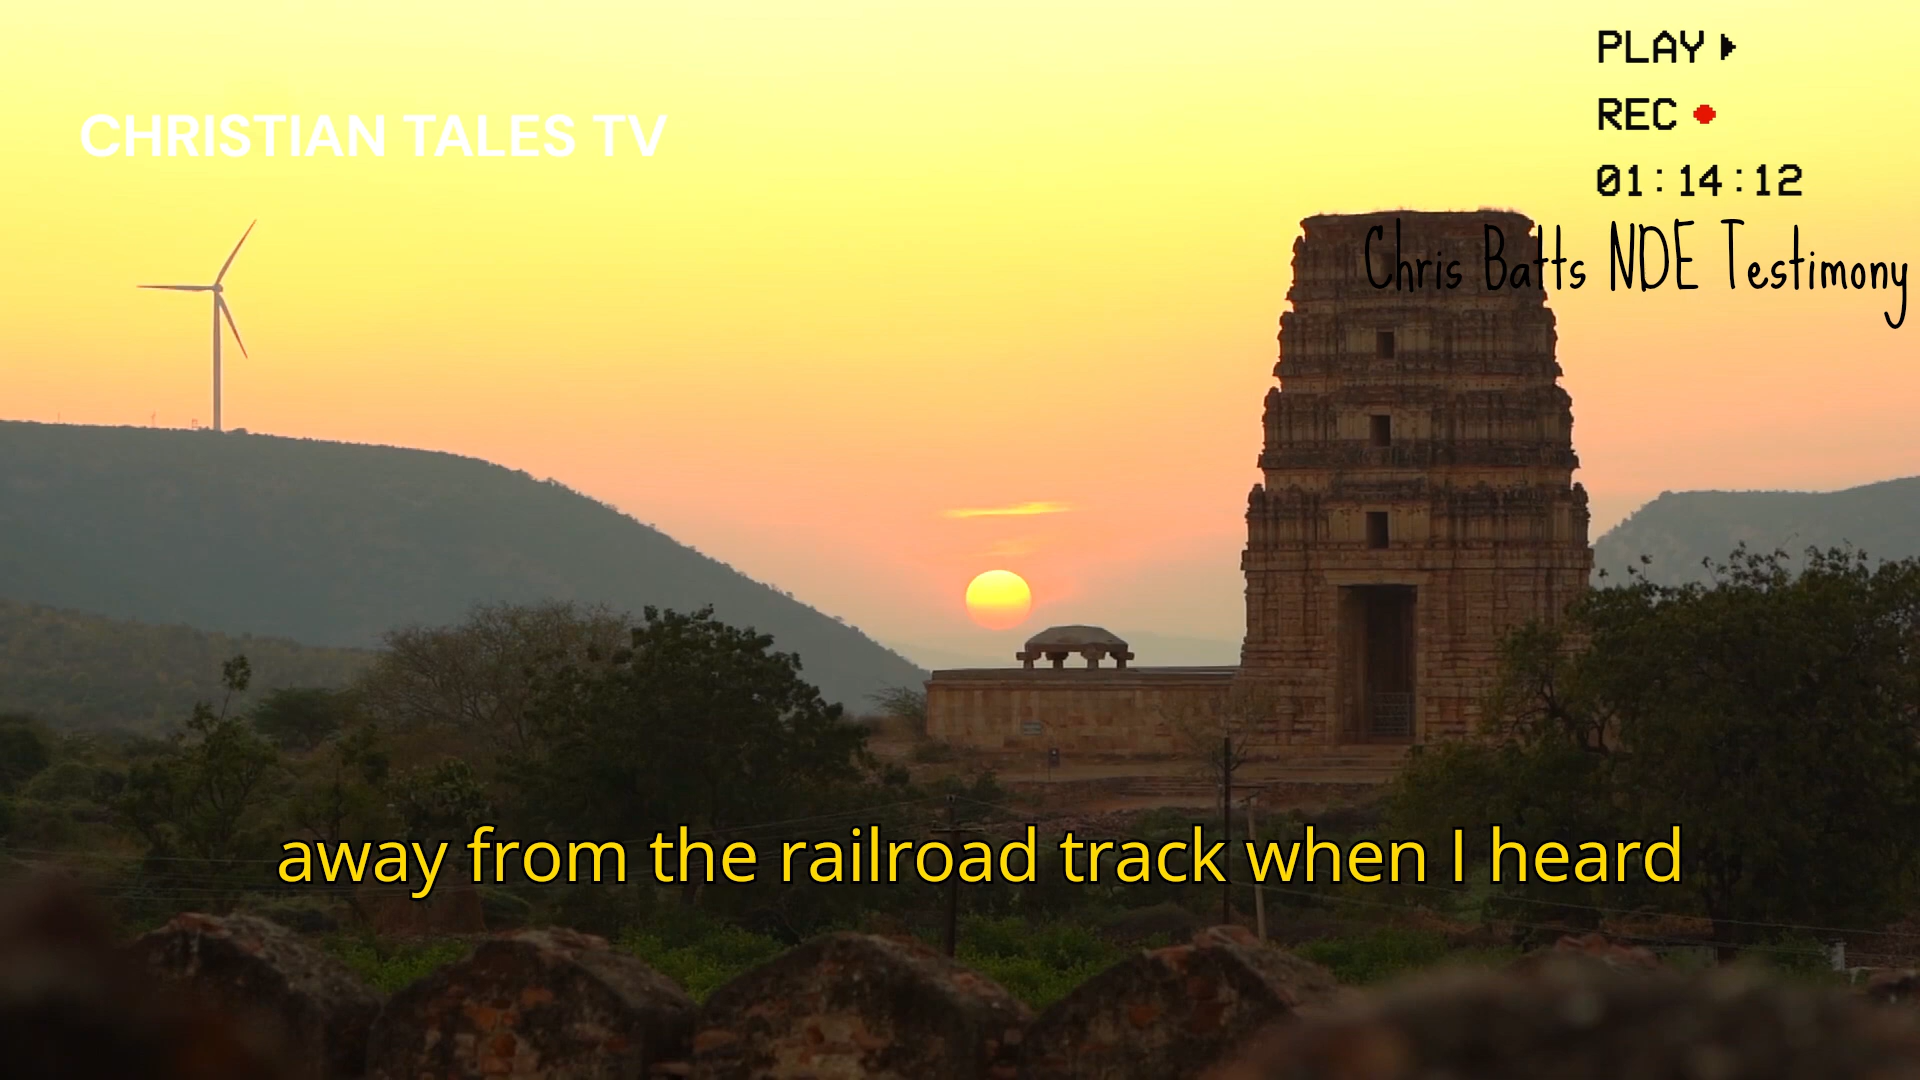 PLAY
REC
CHRISTIAN TALES TV
01:14:12
Chris Batts NDE Testimony
away from the railroad track when I heard